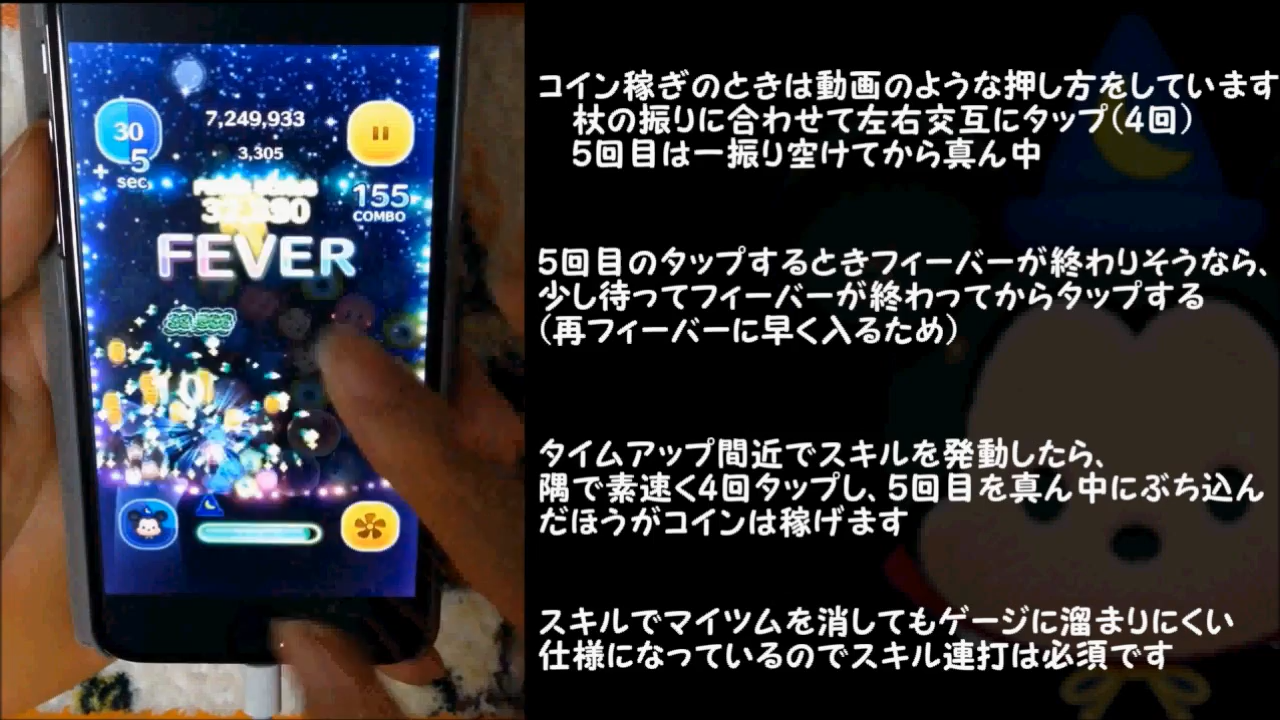 30
5
sec
7,249,933
3,305
155
COMBO
FEVER
10
コイン稼ぎのときは動画のような押し方をしています
杖の振りに合わせて左右交互にタップ(4回)
5回目は一振り空けてから真ん中
5回目のタップするときフィーバーが終わりそうなら、
少し待ってフィーバーが終わってからタップする
(再フィーバーに早く入るため)
タイムアップ間近でスキルを発動したら、
隅で素速く4回タップし、5回目を真ん中にぶち込ん
だほうがコインは稼げます
スキルでマイツムを消してもゲージに溜まりにくい
仕様になっているのでスキル連打は必須です